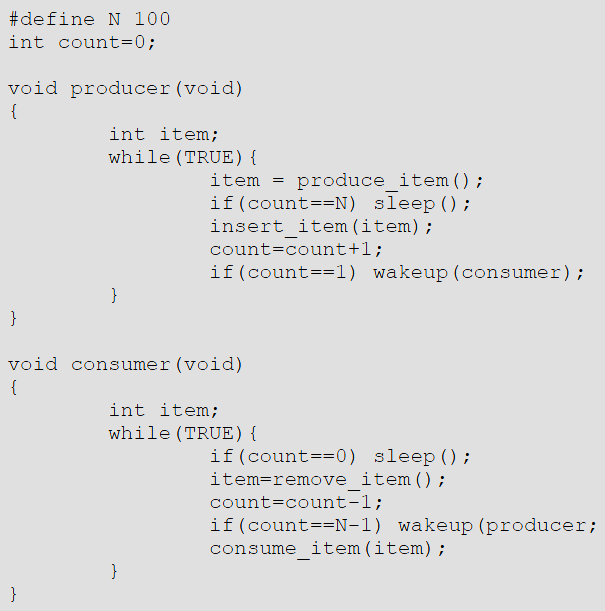 #define N 100
int count=0;

void producer(void)
{
        int item;
        while(TRUE){
                item = produce_item();
                if(count==N) sleep();
                insert_item(item);
                count=count+1;
                if(count==1) wakeup(consumer);
        }
}

void consumer(void)
{
        int item;
        while(TRUE){
                if(count==0) sleep();
                item=remove_item();
                count=count-1;
                if(count==N-1) wakeup(producer;
                consume_item(item);
        }
}